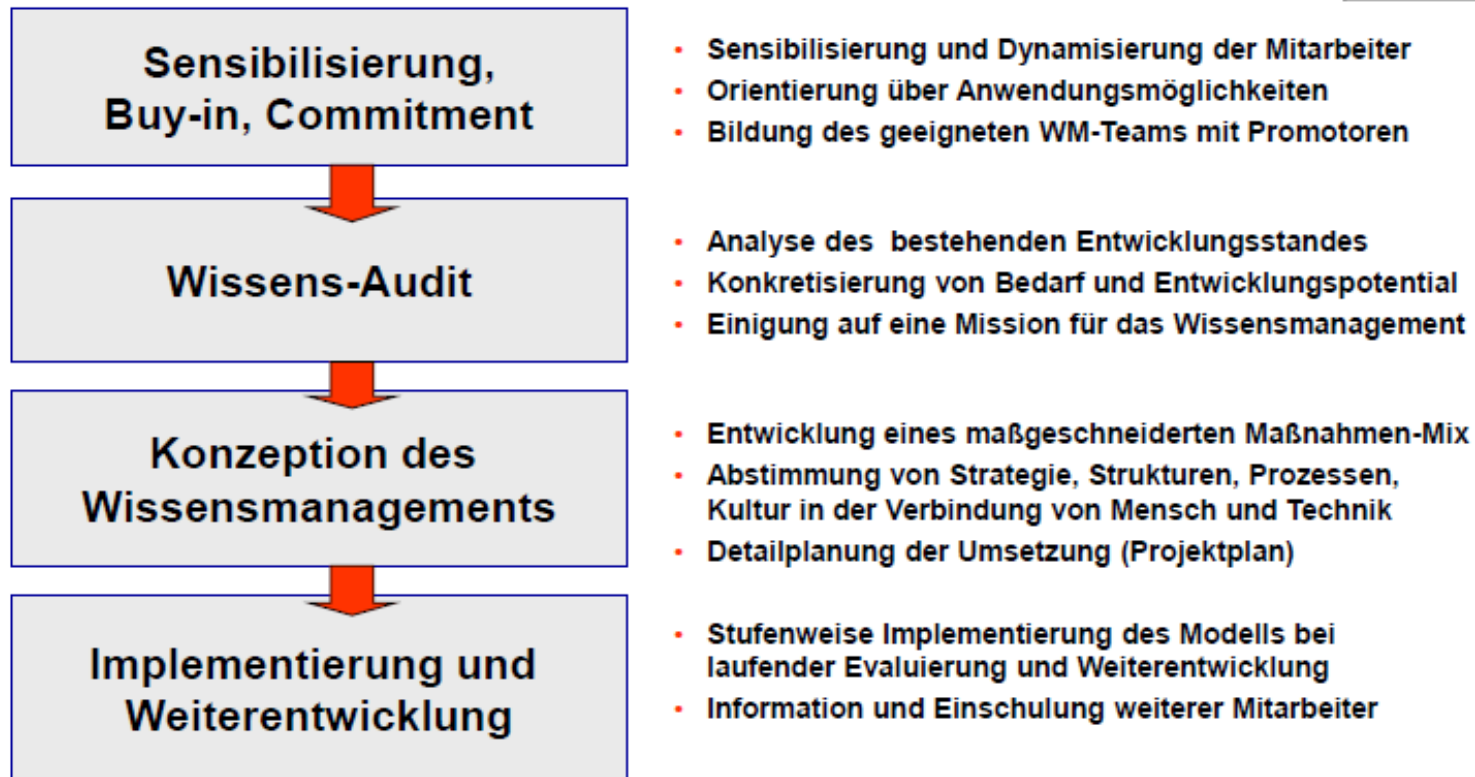 Sensibilisierung,
Buy-in, Commitment
• Sensibilisierung und Dynamisierung der Mitarbeiter
• Orientierung über Anwendungsmöglichkeiten
• Bildung des geeigneten WM-Teams mit Promotoren
Wissens-Audit
• Analyse des bestehenden Entwicklungsstandes
• Konkretisierung von Bedarf und Entwicklungspotential
• Einigung auf eine Mission für das Wissensmanagement
Konzeption des
Wissensmanagements
• Entwicklung eines maßgeschneiderten Maßnahmen-Mix
• Abstimmung von Strategie, Strukturen, Prozessen,
Kultur in der Verbindung von Mensch und Technik
• Detailplanung der Umsetzung (Projektplan)
Implementierung und
Weiterentwicklung
• Stufenweise Implementierung des Modells bei
laufender Evaluierung und Weiterentwicklung
• Information und Einschulung weiterer Mitarbeiter